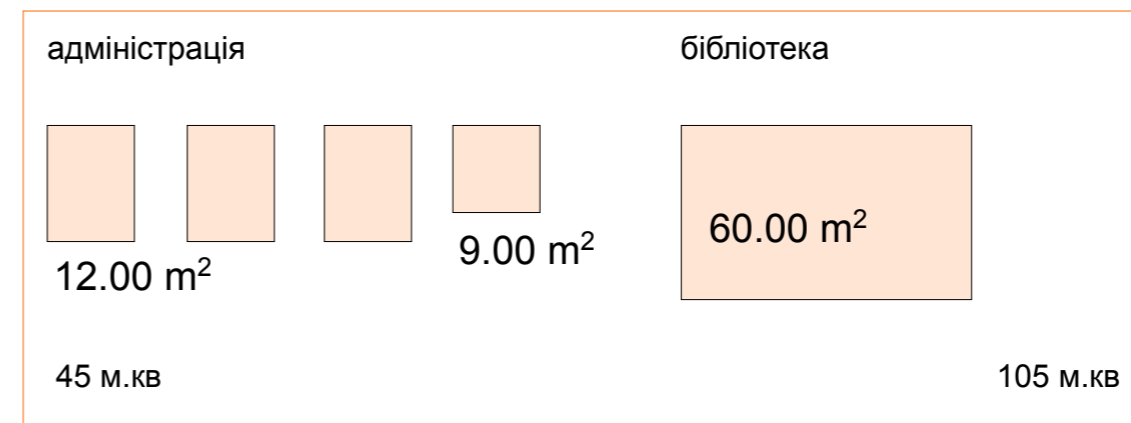 адміністрація
бібліотека
12.00 m²
9.00 m²
60.00 m²
45 м.кв
105 м.кв